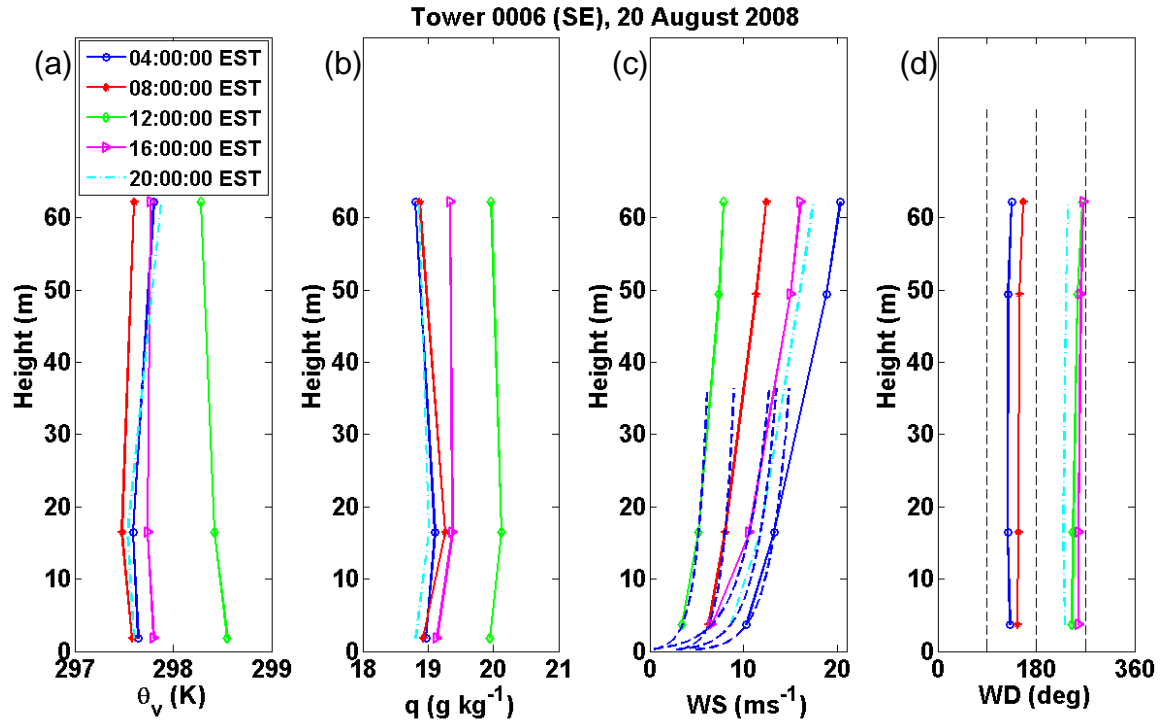 Tower 0006 (SE), 20 August 2008
(a)
04:00:00 EST
08:00:00 EST
12:00:00 EST
16:00:00 EST
20:00:00 EST
60
50
40
30
20
10
0
Height (m)
297 298 299
θv (K)
(b)
60
50
40
30
20
10
0
Height (m)
18 19 20 21
q (g kg-1)
(c)
60
50
40
30
20
10
0
Height (m)
0 10 20
WS (ms-1)
(d)
60
50
40
30
20
10
0
Height (m)
0 180 360
WD (deg)